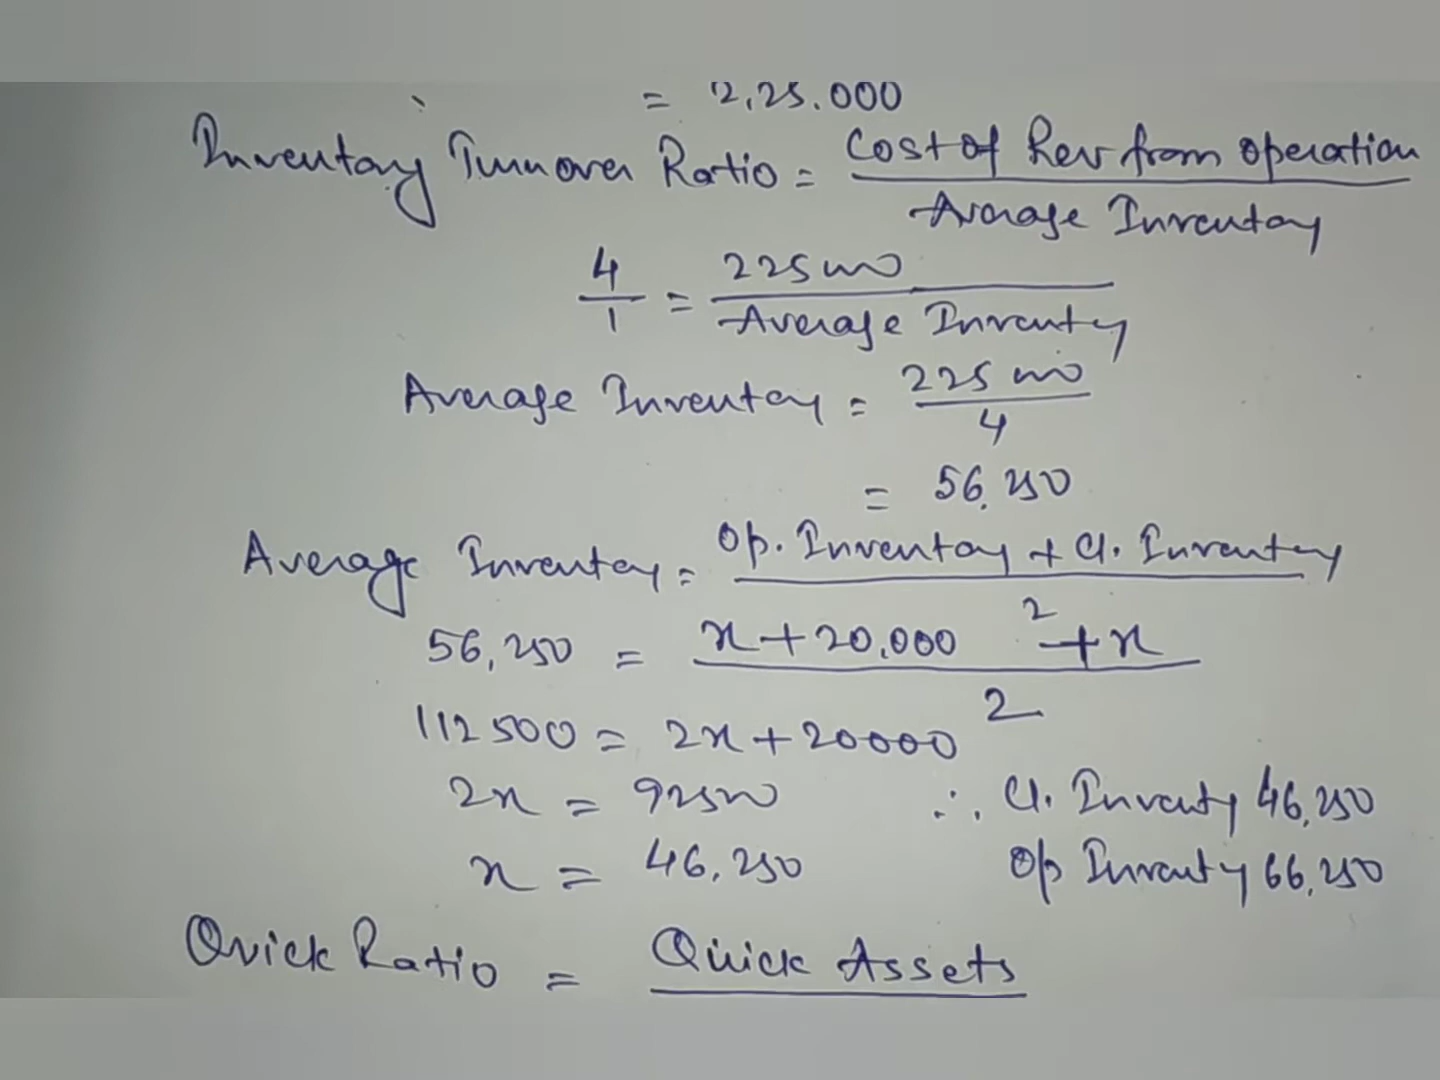 = 2,25.000
Inventory Turnover Ratio = Cost of Rev from operation
Average Inventory
4/1 = 225000
Average Inventory
Average Inventory = 225000/4
= 56,250
Average Inventory = Op. Inventory + Cl. Inventory
2
56,250 = x+20,000 +x
2
112500 = 2x+20000
2x = 92500 ∴ Cl. Inventory 46,250
x = 46,250 Op Inventory 66,250
Quick Ratio = Quick Assets